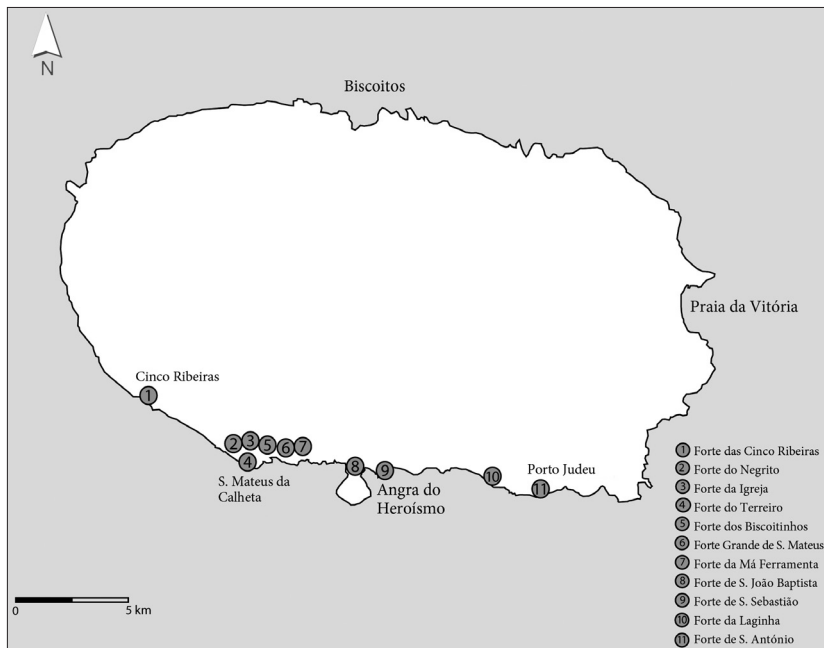 N
Biscoitos
Praia da Vitória
Cinco Ribeiras
1
2
3
5
6
7
4
8
9
10
11
S. Mateus da
Calheta
Angra do
Heroísmo
Porto Judeu
1 Forte das Cinco Ribeiras
2 Forte do Negrito
3 Forte da Igreja
4 Forte do Terreiro
5 Forte dos Biscoitinhos
6 Forte Grande de S. Mateus
7 Forte da Má Ferramenta
8 Forte de S. João Baptista
9 Forte de S. Sebastião
10 Forte da Laginha
11 Forte de S. António
0 5 km